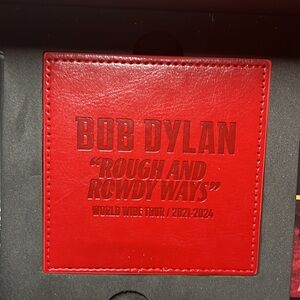 BOB DYLAN
“ROUGH AND
ROWDY WAYS”
WORLD WIDE TOUR / 2021-2024